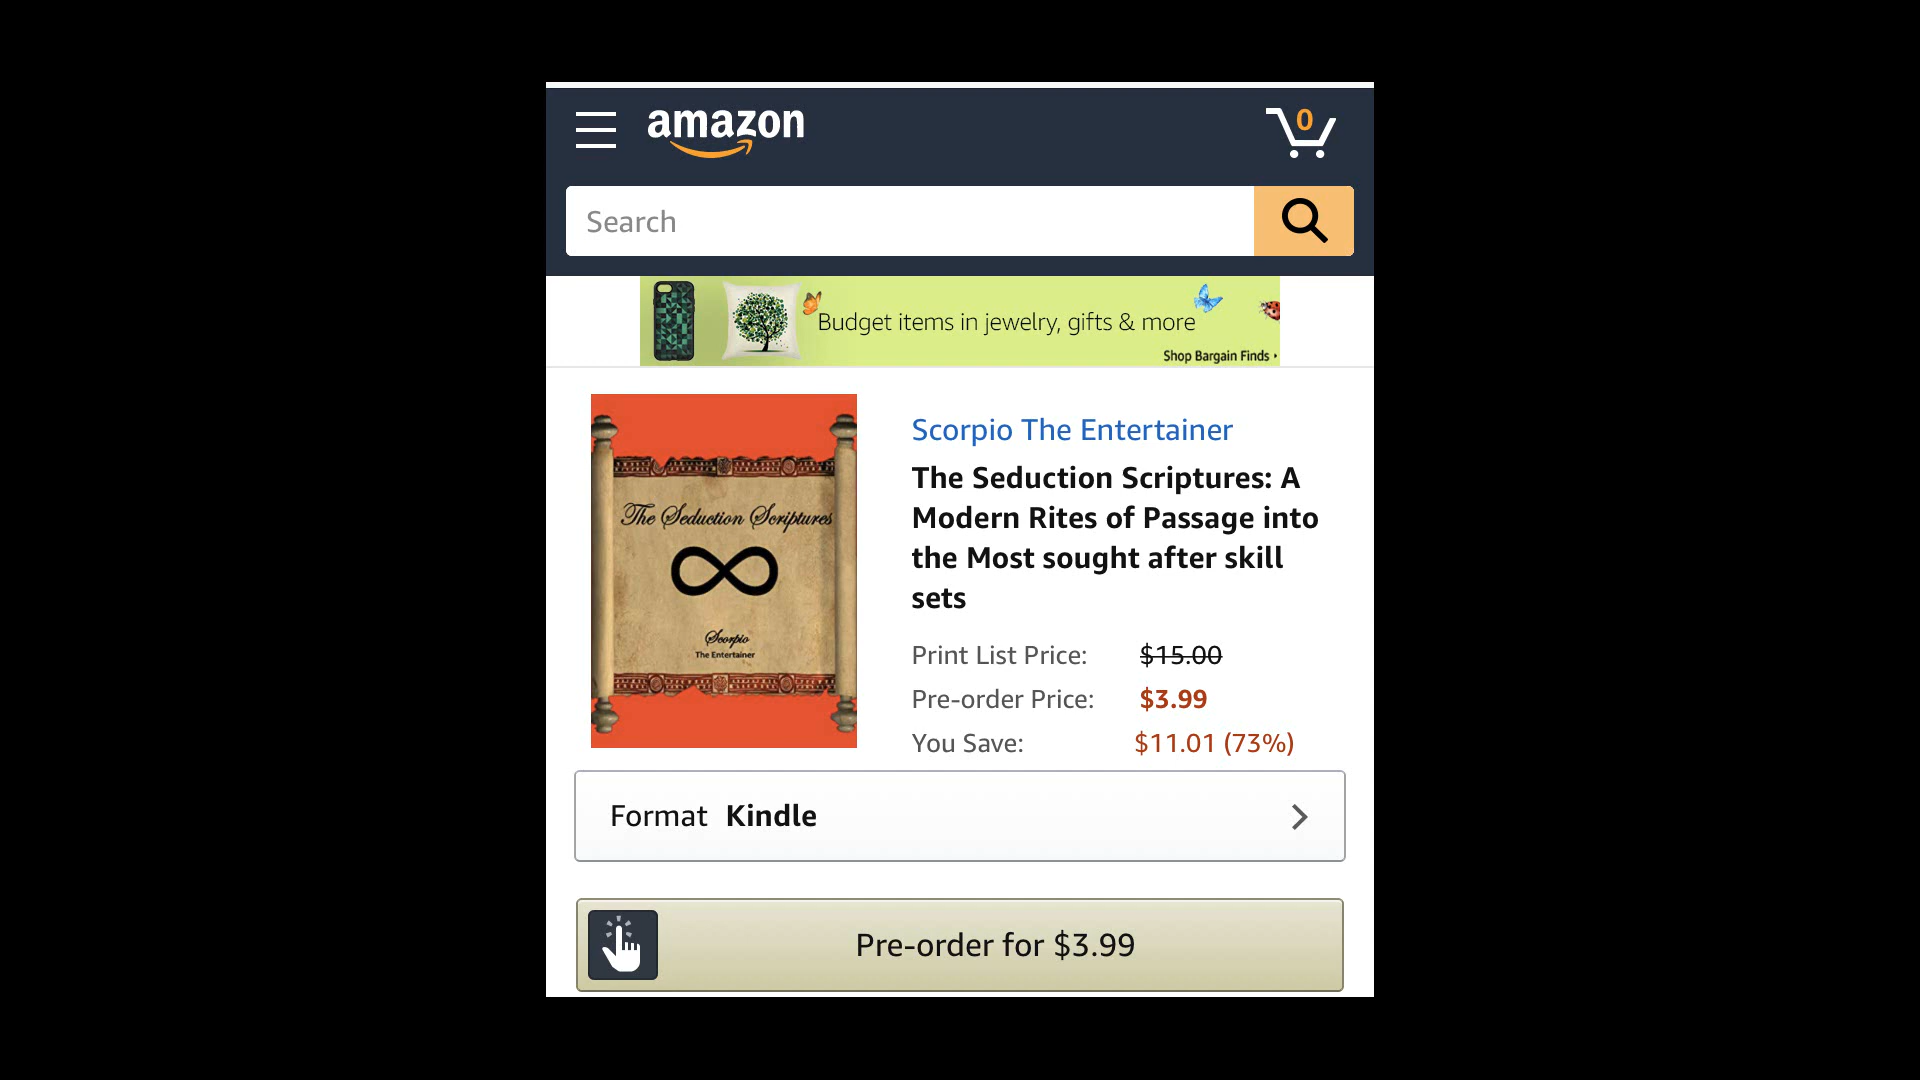 amazon
0
Search
Budget items in jewelry, gifts & more
Shop Bargain Finds
The Seduction Scriptures
Scorpio
The Entertainer
Scorpio The Entertainer
The Seduction Scriptures: A
Modern Rites of Passage into
the Most sought after skill
sets
Print List Price: $15.00
Pre-order Price: $3.99
You Save: $11.01 (73%)
Format Kindle
Pre-order for $3.99